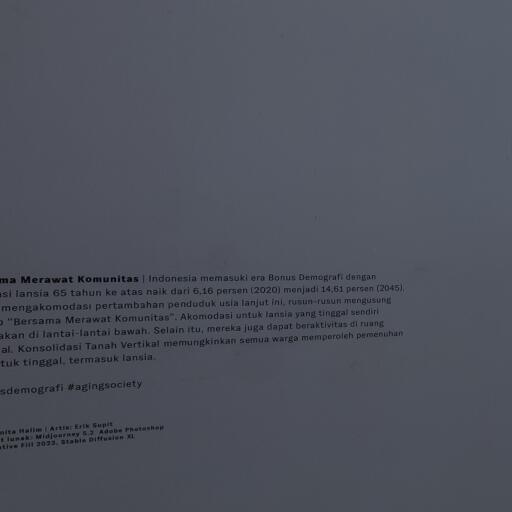 ma Merawat Komunitas | Indonesia memasuki era Bonus Demografi dengan
si lansia 65 tahun ke atas naik dari 6,16 persen (2020) menjadi 14,61 persen (2045).
mengakomodasi pertambahan penduduk usia lanjut ini, rusun-rusun mengusung
"Bersama Merawat Komunitas". Akomodasi untuk lansia yang tinggal sendiri
akan di lantai-lantai bawah. Selain itu, mereka juga dapat beraktivitas di ruang
al. Konsolidasi Tanah Vertikal memungkinkan semua warga memperoleh pemenuhan
tuk tinggal, termasuk lansia.
sdemografi #agingsociety
nita Halim | Artis: Erik Supit
t lunak: Midjourney 5.2 Adobe Photoshop
ative Fill 2023, Stable Diffusion XL